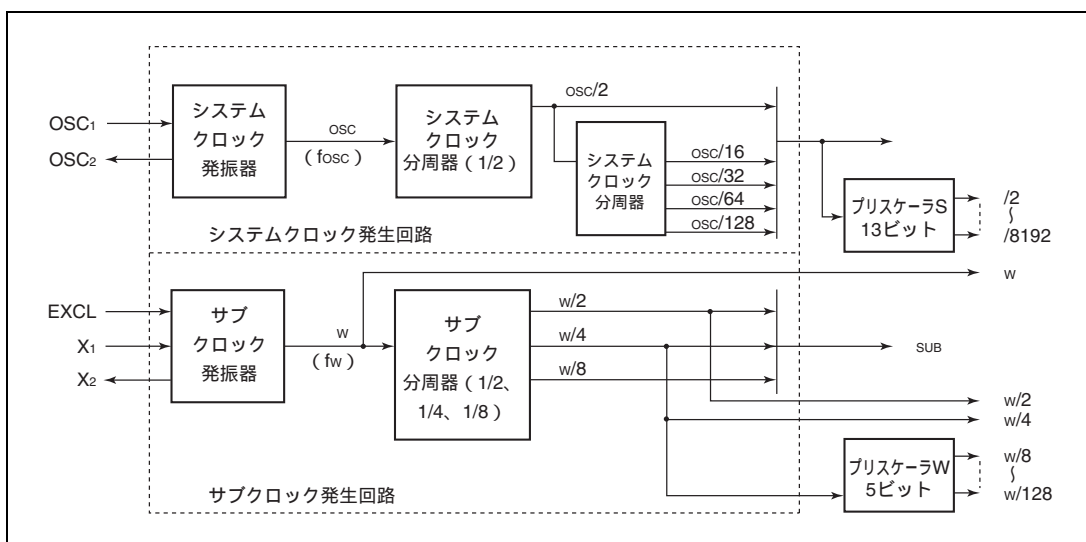 OSC1
OSC2
システム
クロック
発振器
OSC
(fOSC)
システム
クロック
分周器(1/2)
OSC/2
システム
クロック
分周器
OSC/16
OSC/32
OSC/64
OSC/128
プリスケーラS
13ビット
/2
~
/8192
システムクロック発生回路
EXCL
X1
X2
サブ
クロック
発振器
W
(fW)
サブ
クロック
分周器(1/2、
1/4、1/8)
W/2
W/4
W/8
W
SUB
W/2
W/4
プリスケーラW
5ビット
W/8
~
W/128
サブクロック発生回路